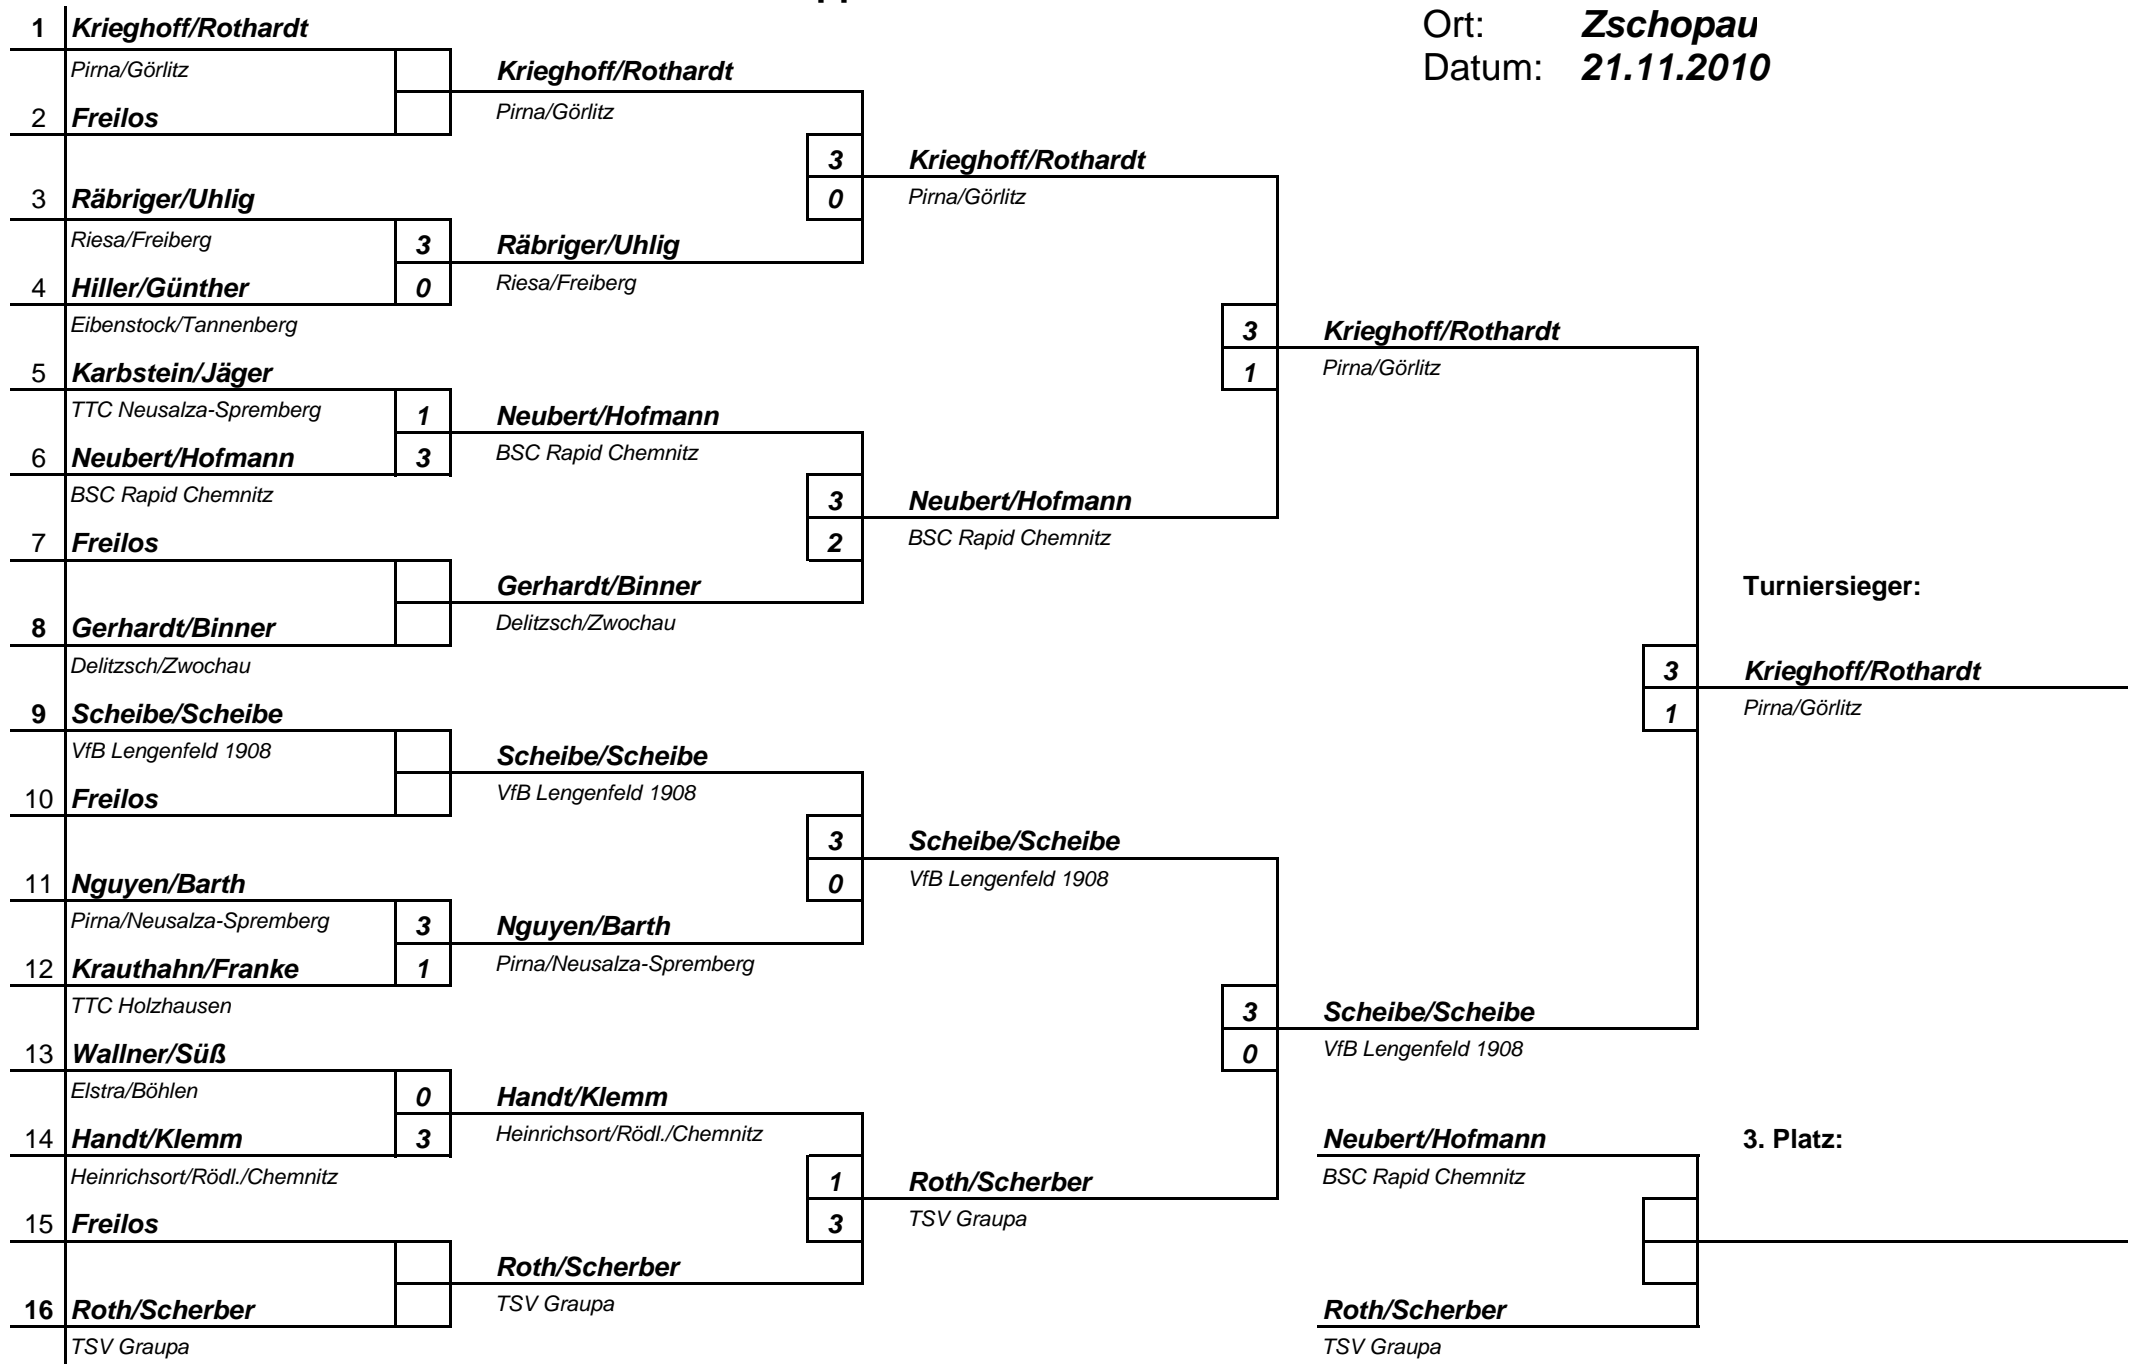 Ort: Zschopau
Datum: 21.11.2010
1 Krieghoff/Rothardt
Pirna/Görlitz
2 Freilos
3 Räbriger/Uhlig
Riesa/Freiberg
3
4 Hiller/Günther
0
Eibenstock/Tannenberg
5 Karbstein/Jäger
TTC Neusalza-Spremberg
1
6 Neubert/Hofmann
3
BSC Rapid Chemnitz
7 Freilos
8 Gerhardt/Binner
Delitzsch/Zwochau
9 Scheibe/Scheibe
VfB Lengenfeld 1908
10 Freilos
11 Nguyen/Barth
Pirna/Neusalza-Spremberg
3
12 Krauthahn/Franke
1
TTC Holzhausen
13 Wallner/Süß
Elstra/Böhlen
0
14 Handt/Klemm
3
Heinrichsort/Rödl./Chemnitz
15 Freilos
16 Roth/Scherber
TSV Graupa
Krieghoff/Rothardt
Pirna/Görlitz
3
0
Räbriger/Uhlig
Riesa/Freiberg
Neubert/Hofmann
BSC Rapid Chemnitz
3
2
Gerhardt/Binner
Delitzsch/Zwochau
Scheibe/Scheibe
VfB Lengenfeld 1908
3
0
Nguyen/Barth
Pirna/Neusalza-Spremberg
Handt/Klemm
Heinrichsort/Rödl./Chemnitz
1
3
Roth/Scherber
TSV Graupa
Krieghoff/Rothardt
Pirna/Görlitz
3
1
Neubert/Hofmann
BSC Rapid Chemnitz
Scheibe/Scheibe
VfB Lengenfeld 1908
3
0
Roth/Scherber
TSV Graupa
Krieghoff/Rothardt
Pirna/Görlitz
3
1
Scheibe/Scheibe
VfB Lengenfeld 1908
Turniersieger:
Krieghoff/Rothardt
Pirna/Görlitz
Neubert/Hofmann
BSC Rapid Chemnitz
3. Platz:
Roth/Scherber
TSV Graupa